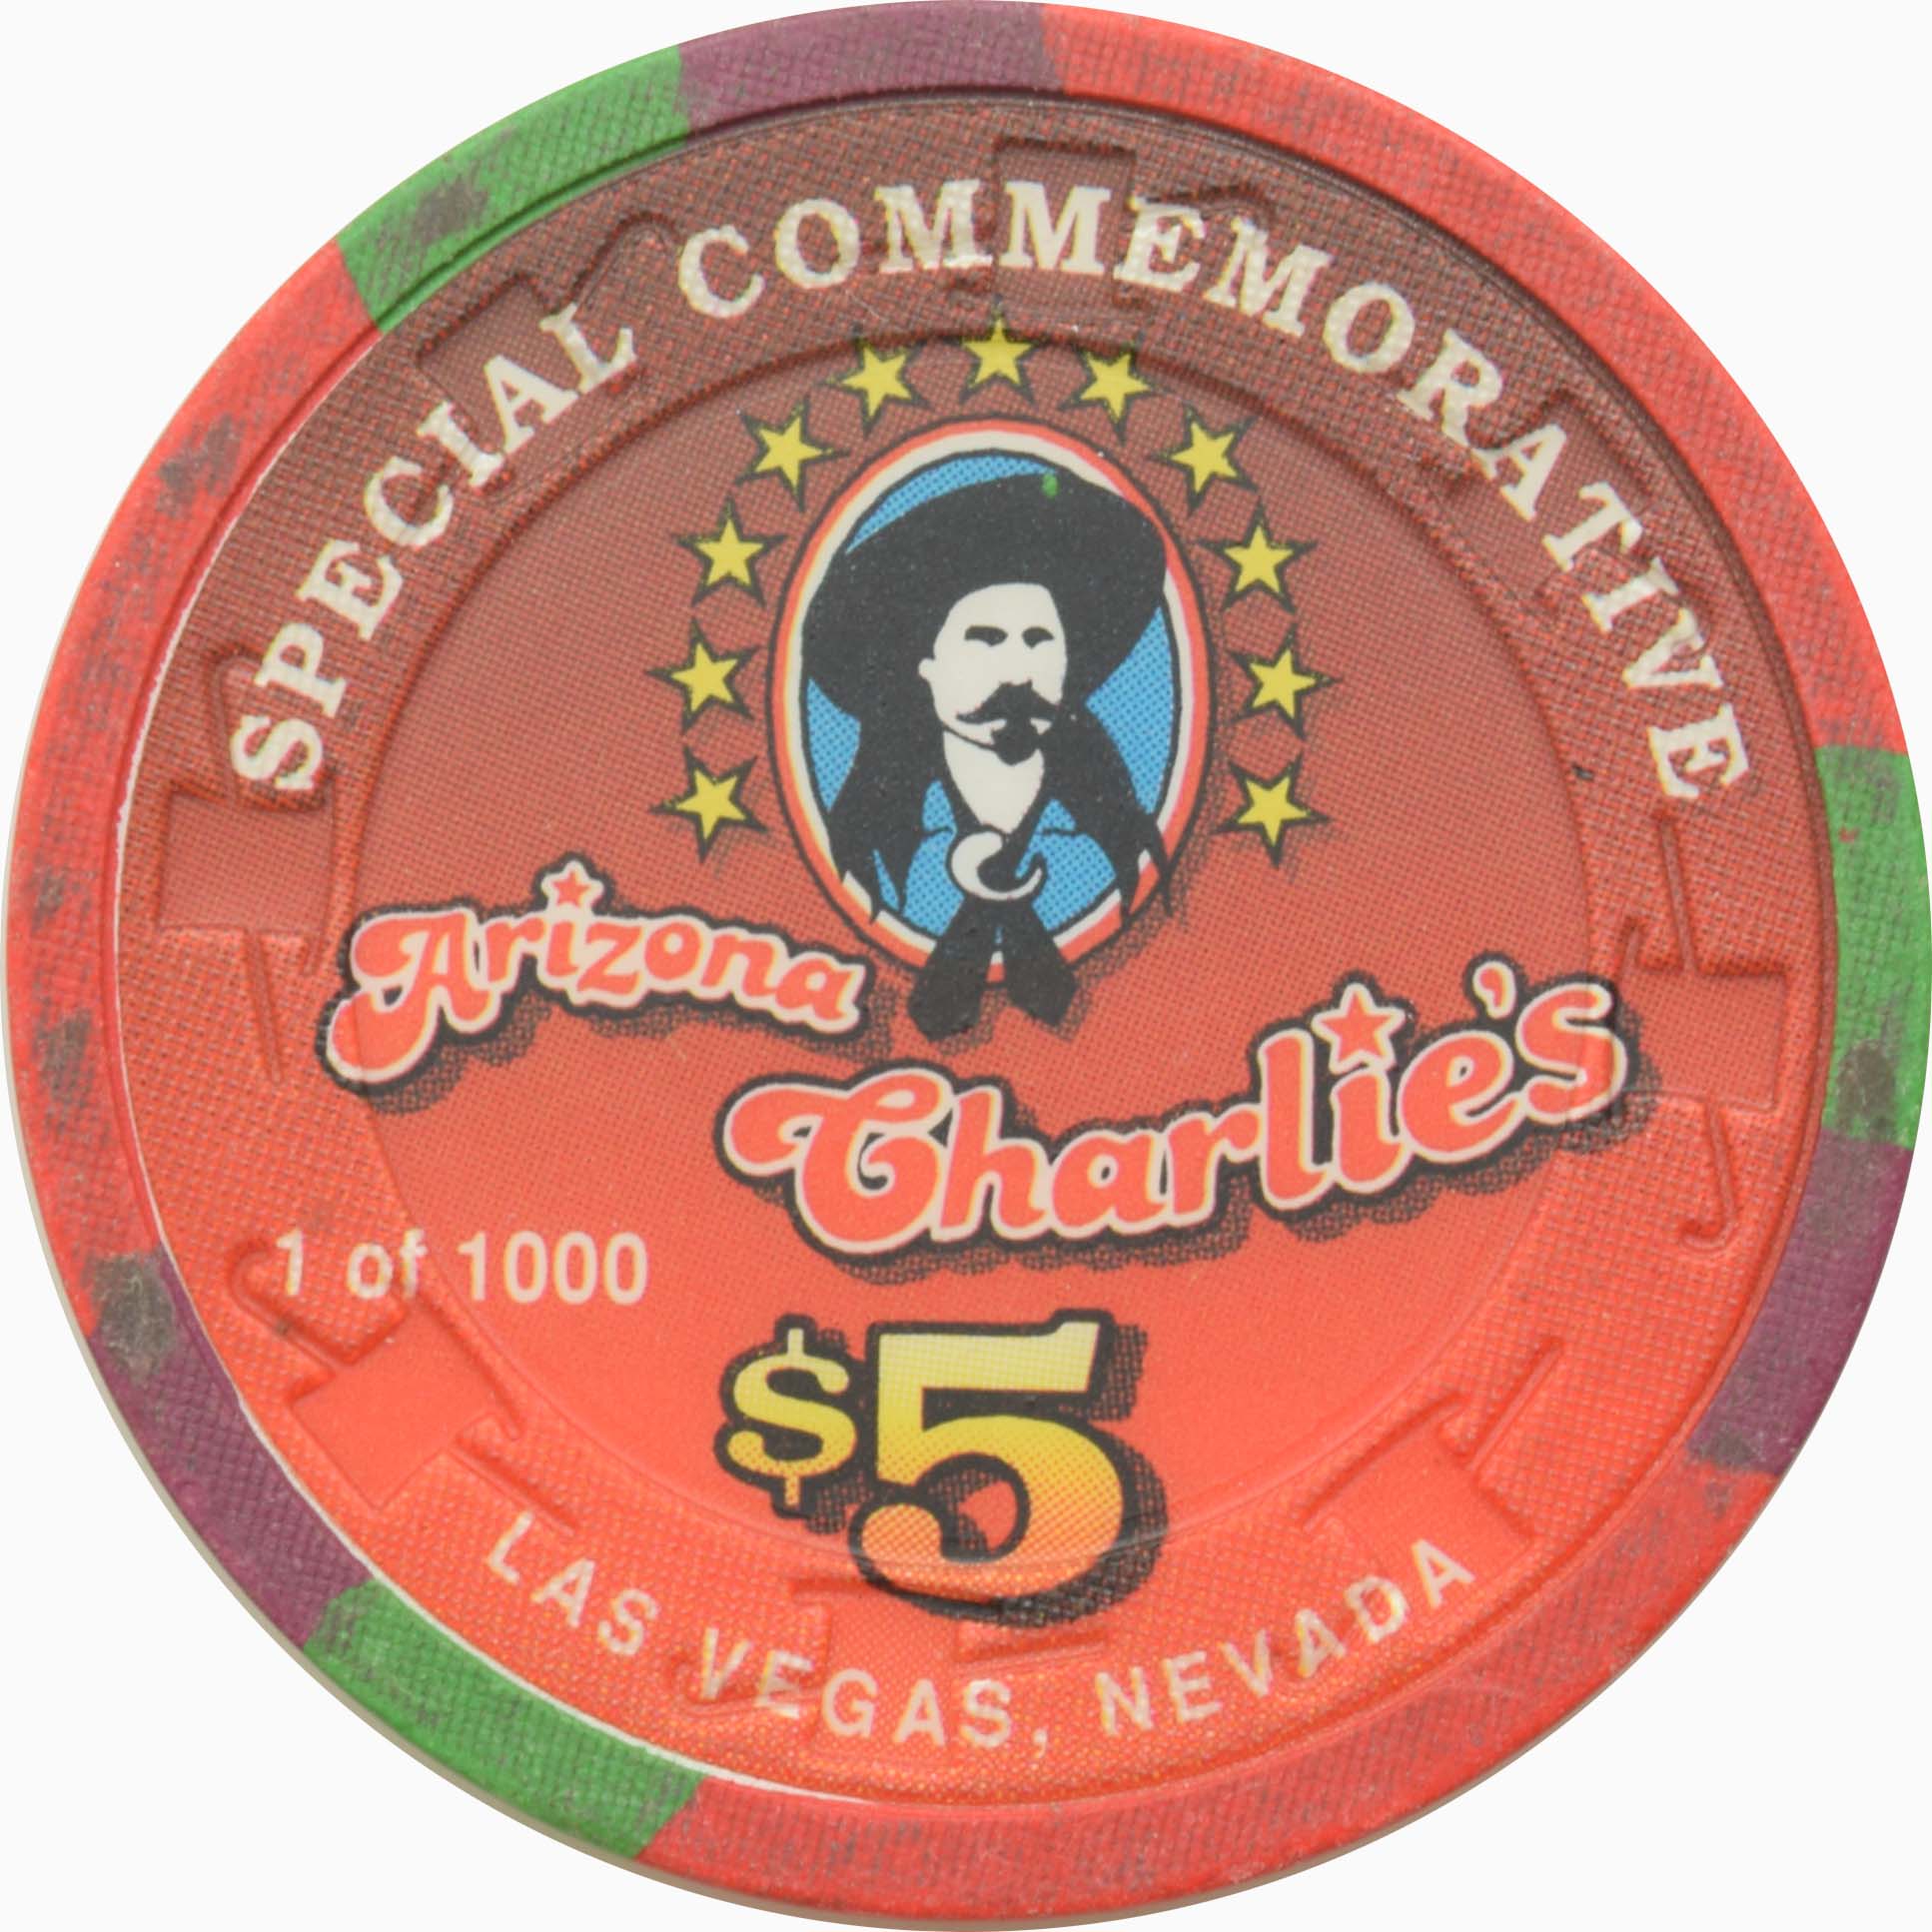 SPECIAL COMMEMORATIVE
Arizona
Charlie's
1 of 1000
$5
LAS VEGAS, NEVADA